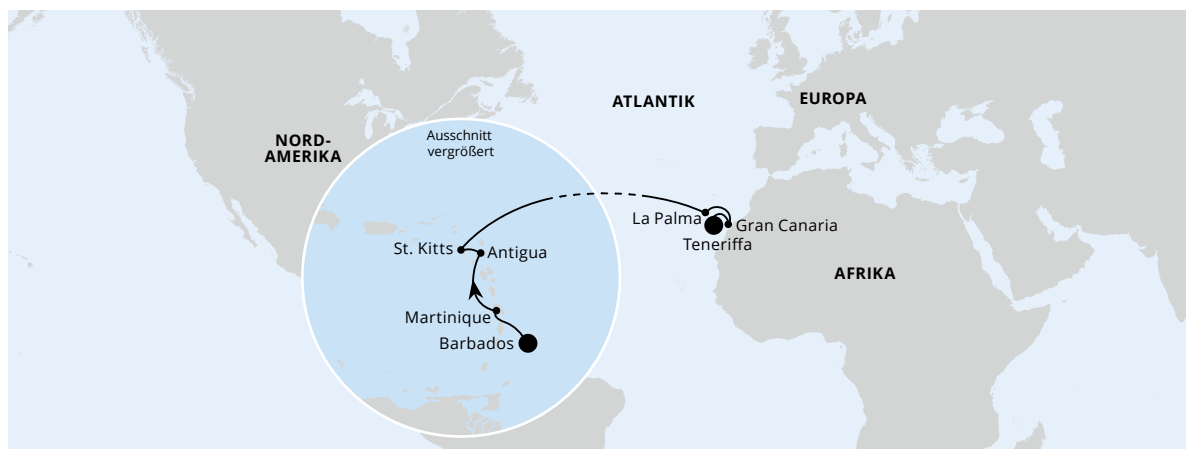 ATLANTIK
EUROPA
NORD-
AMERIKA
Ausschnitt
vergrößert
La Palma
Gran Canaria
Teneriffa
St. Kitts
Antigua
AFRIKA
Martinique
Barbados